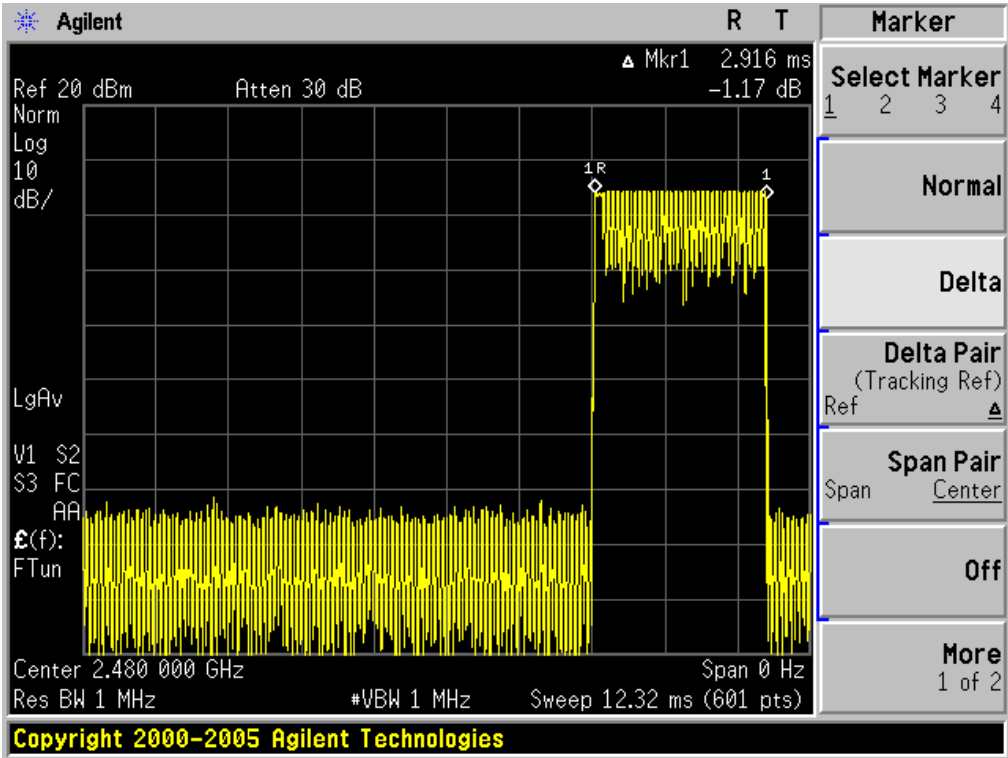 Agilent R T
Δ Mkr1 2.916 ms
Ref 20 dBm Atten 30 dB -1.17 dB
Norm
Log
10
dB/
1R
1
LgAv
V1 S2
S3 FC
AA
£(f):
FTun
Center 2.480 000 GHz Span 0 Hz
Res BW 1 MHz #VBW 1 MHz Sweep 12.32 ms (601 pts)
Copyright 2000-2005 Agilent Technologies
Marker
Select Marker
1 2 3 4
Normal
Delta
Delta Pair
(Tracking Ref)
Ref Δ
Span Pair
Span Center
Off
More
1 of 2